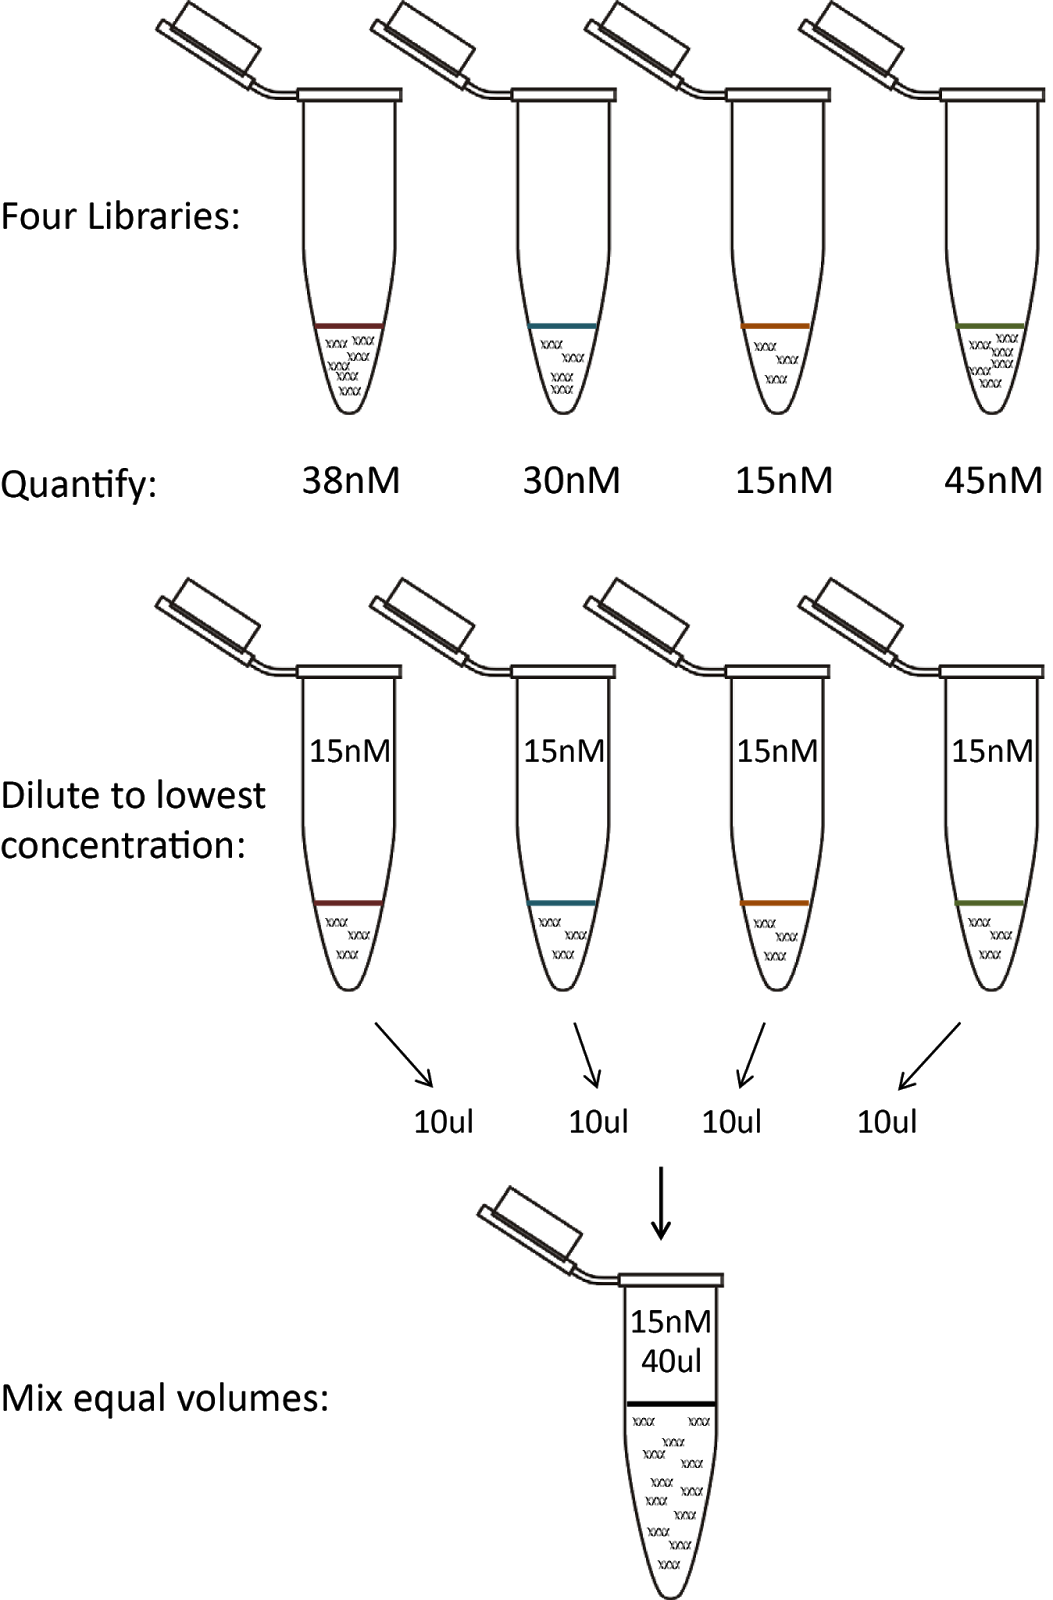 Four Libraries:
Quantify: 38nM 30nM 15nM 45nM
15nM 15nM 15nM 15nM
Dilute to lowest
concentration:
10ul 10ul 10ul 10ul
15nM
40ul
Mix equal volumes: